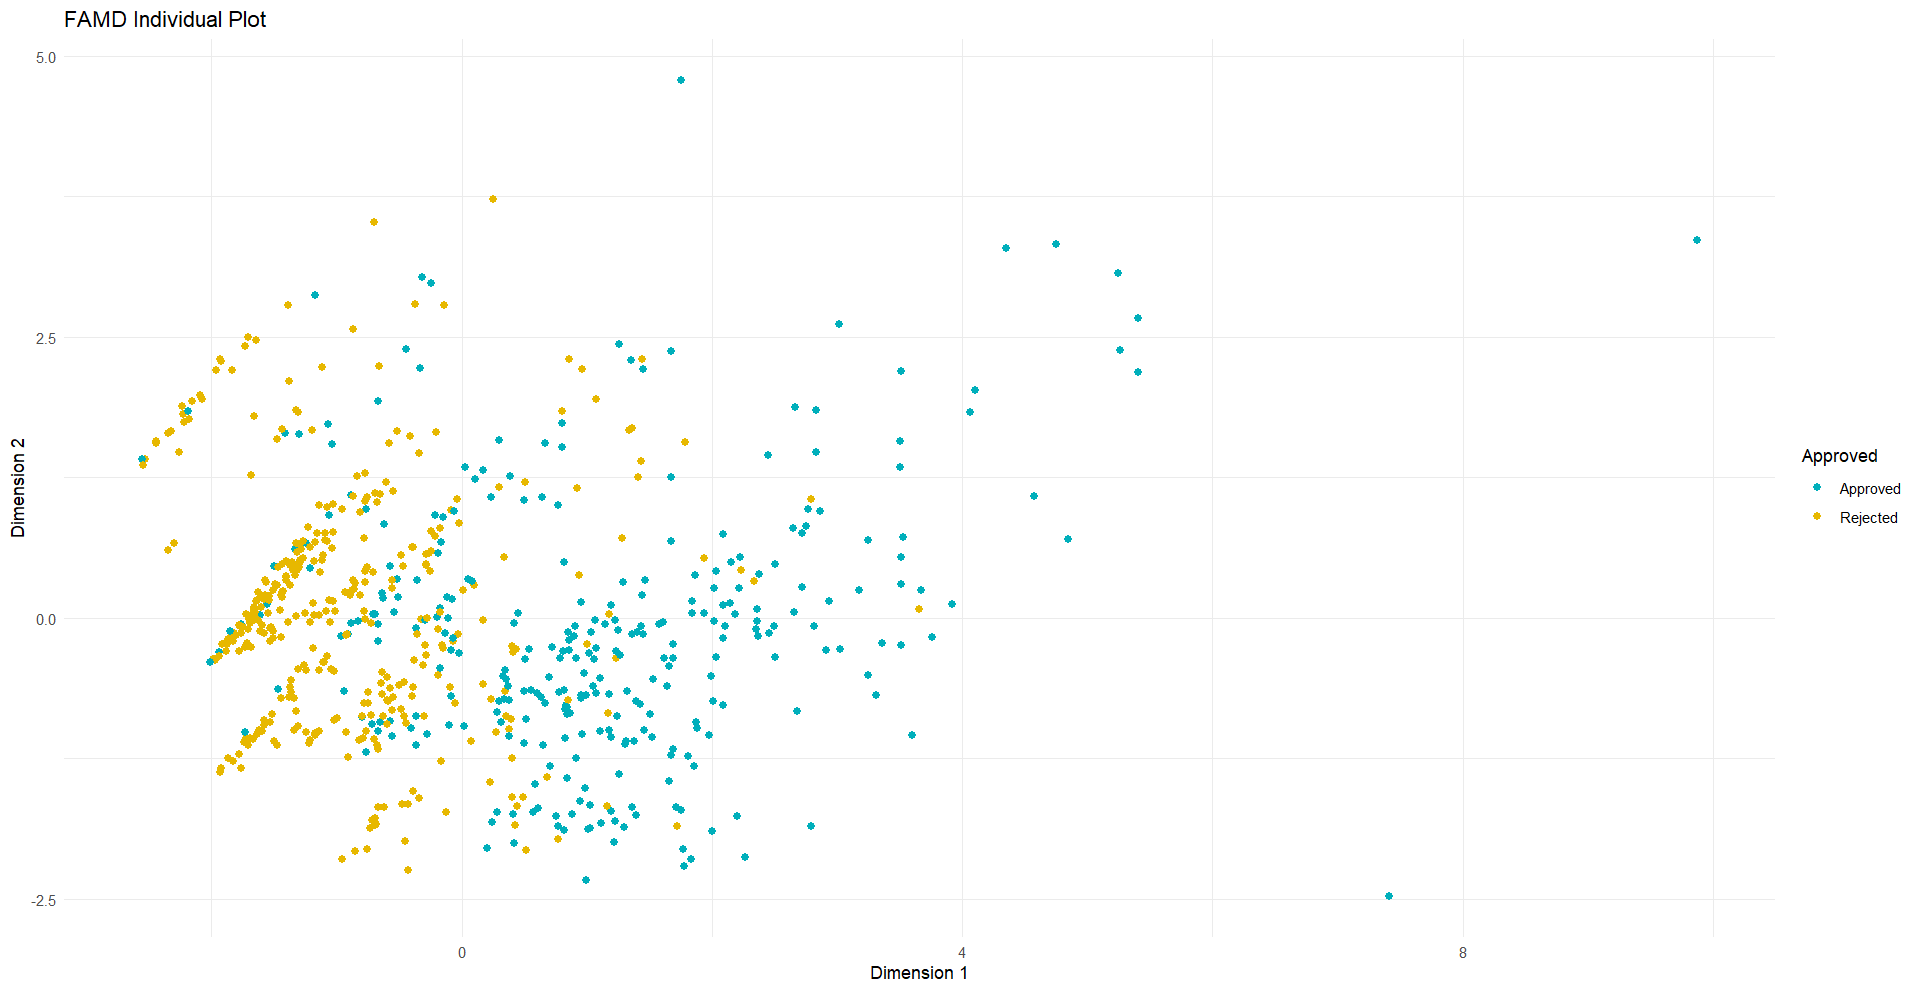 FAMD Individual Plot
5.0
2.5
0.0
-2.5
Dimension 2
0
4
8
Dimension 1
Approved
Approved
Rejected